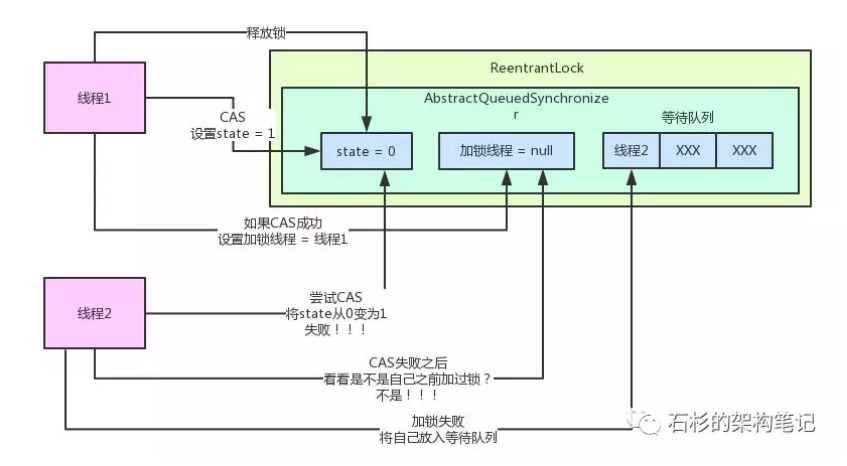 释放锁
ReentrantLock
线程1
AbstractQueuedSynchronize
r
CAS
设置state = 1
等待队列
state = 0
加锁线程 = null
线程2
XXX
XXX
如果CAS成功
设置加锁线程 = 线程1
线程2
尝试CAS
将state从0变为1
失败！！！
CAS失败之后
看看是不是自己之前加过锁？
不是！！！
加锁失败
将自己放入等待队列
石杉的架构笔记